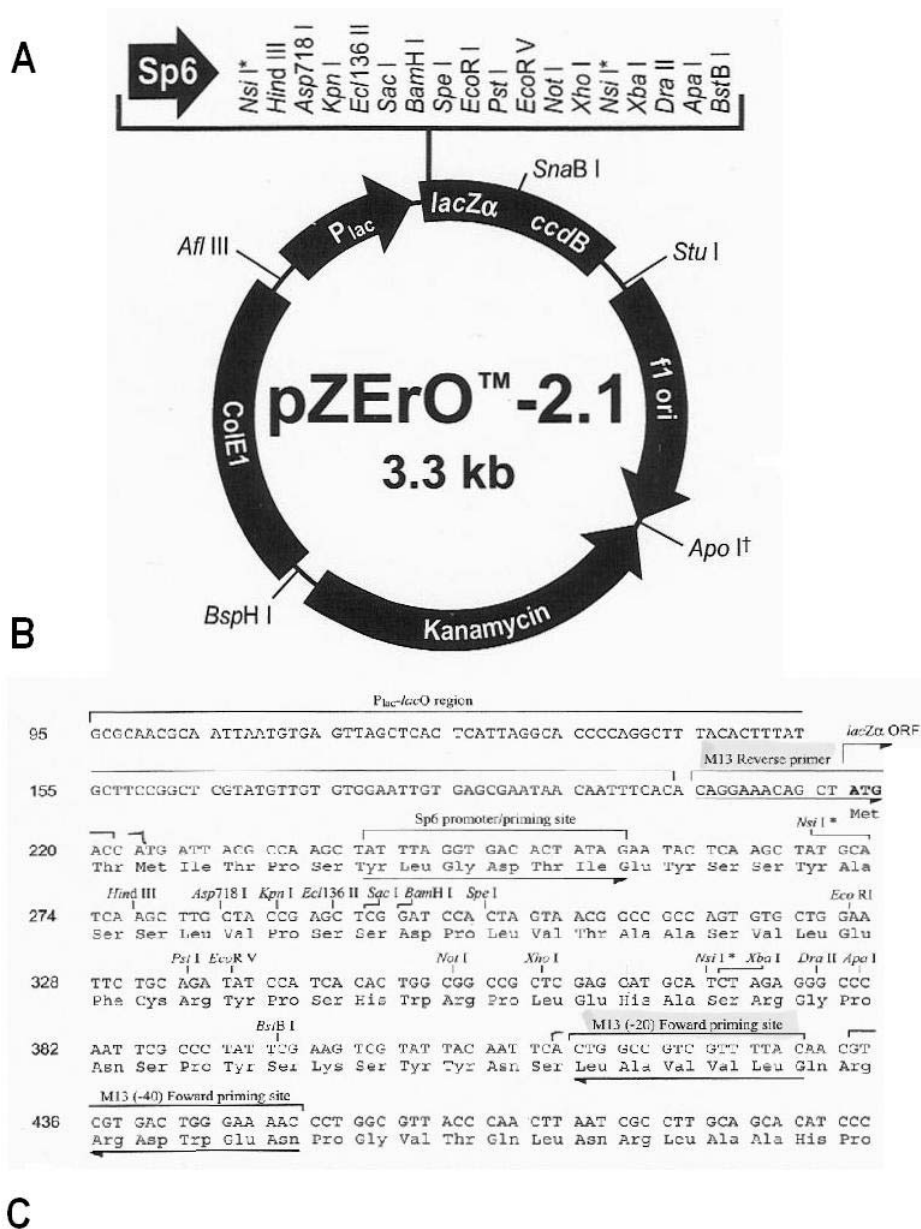 A
Sp6
Nsi I*
Hind III
Asp718 I
Kpn I
Ecl136 II
Sac I
BamH I
Spe I
EcoR I
Pst I
EcoR V
Not I
Xho I
Nsi I*
Xba I
Dra II
Apa I
BstB I
SnaB I
lacZα
ccdB
Plac
Afl III
Stu I
ColE1
f1 ori
pZErO™-2.1
3.3 kb
Apo I†
BspH I
Kanamycin
B
Plac-lacO region
95 GCGCAACGCA ATTAATGTGA GTTAGCTCAC TCATTAGGCA CCCCAGGCTT TACACTTTAT
lacZα ORF
M13 Reverse primer
155 GCTTCCGGCT CGTATGTTGT GTGGAATTGT GAGCGAATAA CAATTTCACA CAGGAAACAG CT ATG
Met
Sp6 promoter/priming site Nsi I*
220 ACC ATG ATT ACG CCA AGC TAT TTA GGT GAC ACT ATA GAA TAC TCA AGC TAT GCA
Thr Met Ile Thr Pro Ser Tyr Leu Gly Asp Thr Ile Glu Tyr Ser Ser Tyr Ala
Hind III Asp718 I Kpn I Ecl136 II Sac I BamH I Spe I Eco RI
274 TCA AGC TTG GTA CCG AGC TCG GAT CCA CTA GTA ACG GCC GCC AGT GTG CTG GAA
Ser Ser Leu Val Pro Ser Ser Asp Pro Leu Val Thr Ala Ala Ser Val Leu Glu
Pst I EcoR V Not I Xho I Nsi I* Xba I Dra II Apa I
328 TTC TGC AGA TAT CCA TCA CAC TGG CGG CCG CTC GAG CAT GCA TCT AGA GGG CCC
Phe Cys Arg Tyr Pro Ser His Trp Arg Pro Leu Glu His Ala Ser Arg Gly Pro
BstB I M13 (-20) Foward priming site
382 AAT TCG CCC TAT TCG AAG TCG TAT TAC AAT TCA CTG GCC GTC GTT TTA CAA CGT
Asn Ser Pro Tyr Ser Lys Ser Tyr Tyr Asn Ser Leu Ala Val Val Leu Gln Arg
M13 (-40) Foward priming site
436 CGT GAC TGG GAA AAC CCT GGC GTT ACC CAA CTT AAT CGC CTT GCA GCA CAT CCC
Arg Asp Trp Glu Asn Pro Gly Val Thr Gln Leu Asn Arg Leu Ala Ala His Pro
C